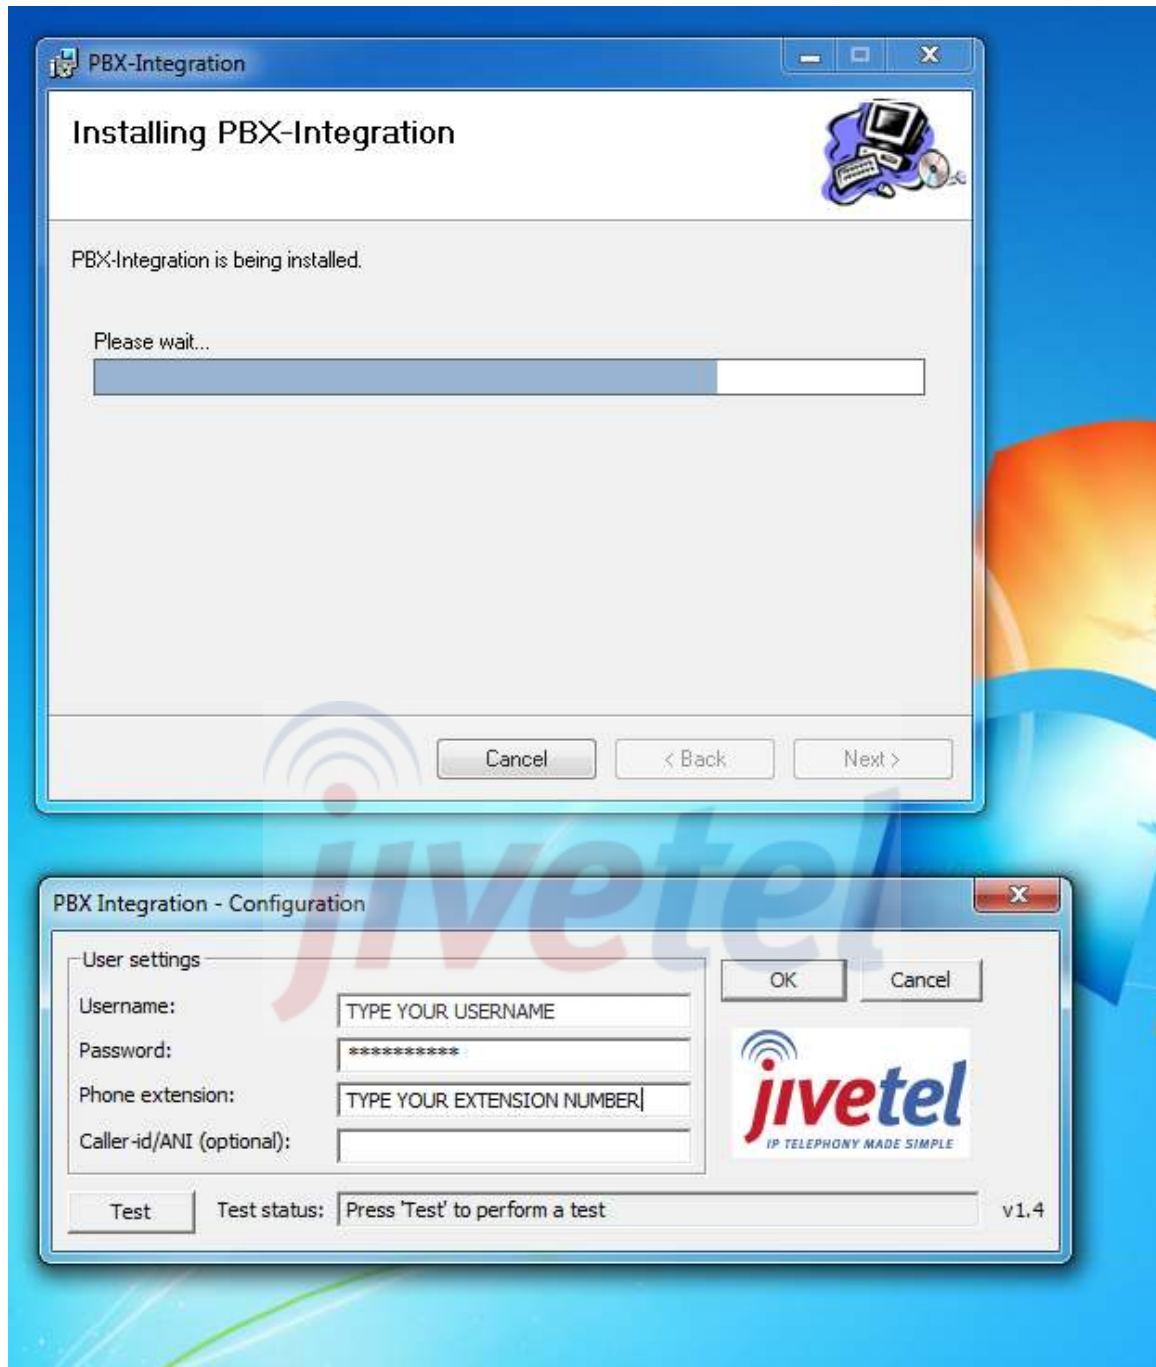 PBX-Integration
Installing PBX-Integration
PBX-Integration is being installed.
Please wait...
Cancel
< Back
Next >
jivetel
PBX Integration - Configuration
User settings
OK
Cancel
Username:
TYPE YOUR USERNAME
Password:
**********
Phone extension:
TYPE YOUR EXTENSION NUMBER
Caller-id/ANI (optional):
jivetel
IP TELEPHONY MADE SIMPLE
Test
Test status:
Press 'Test' to perform a test
v1.4